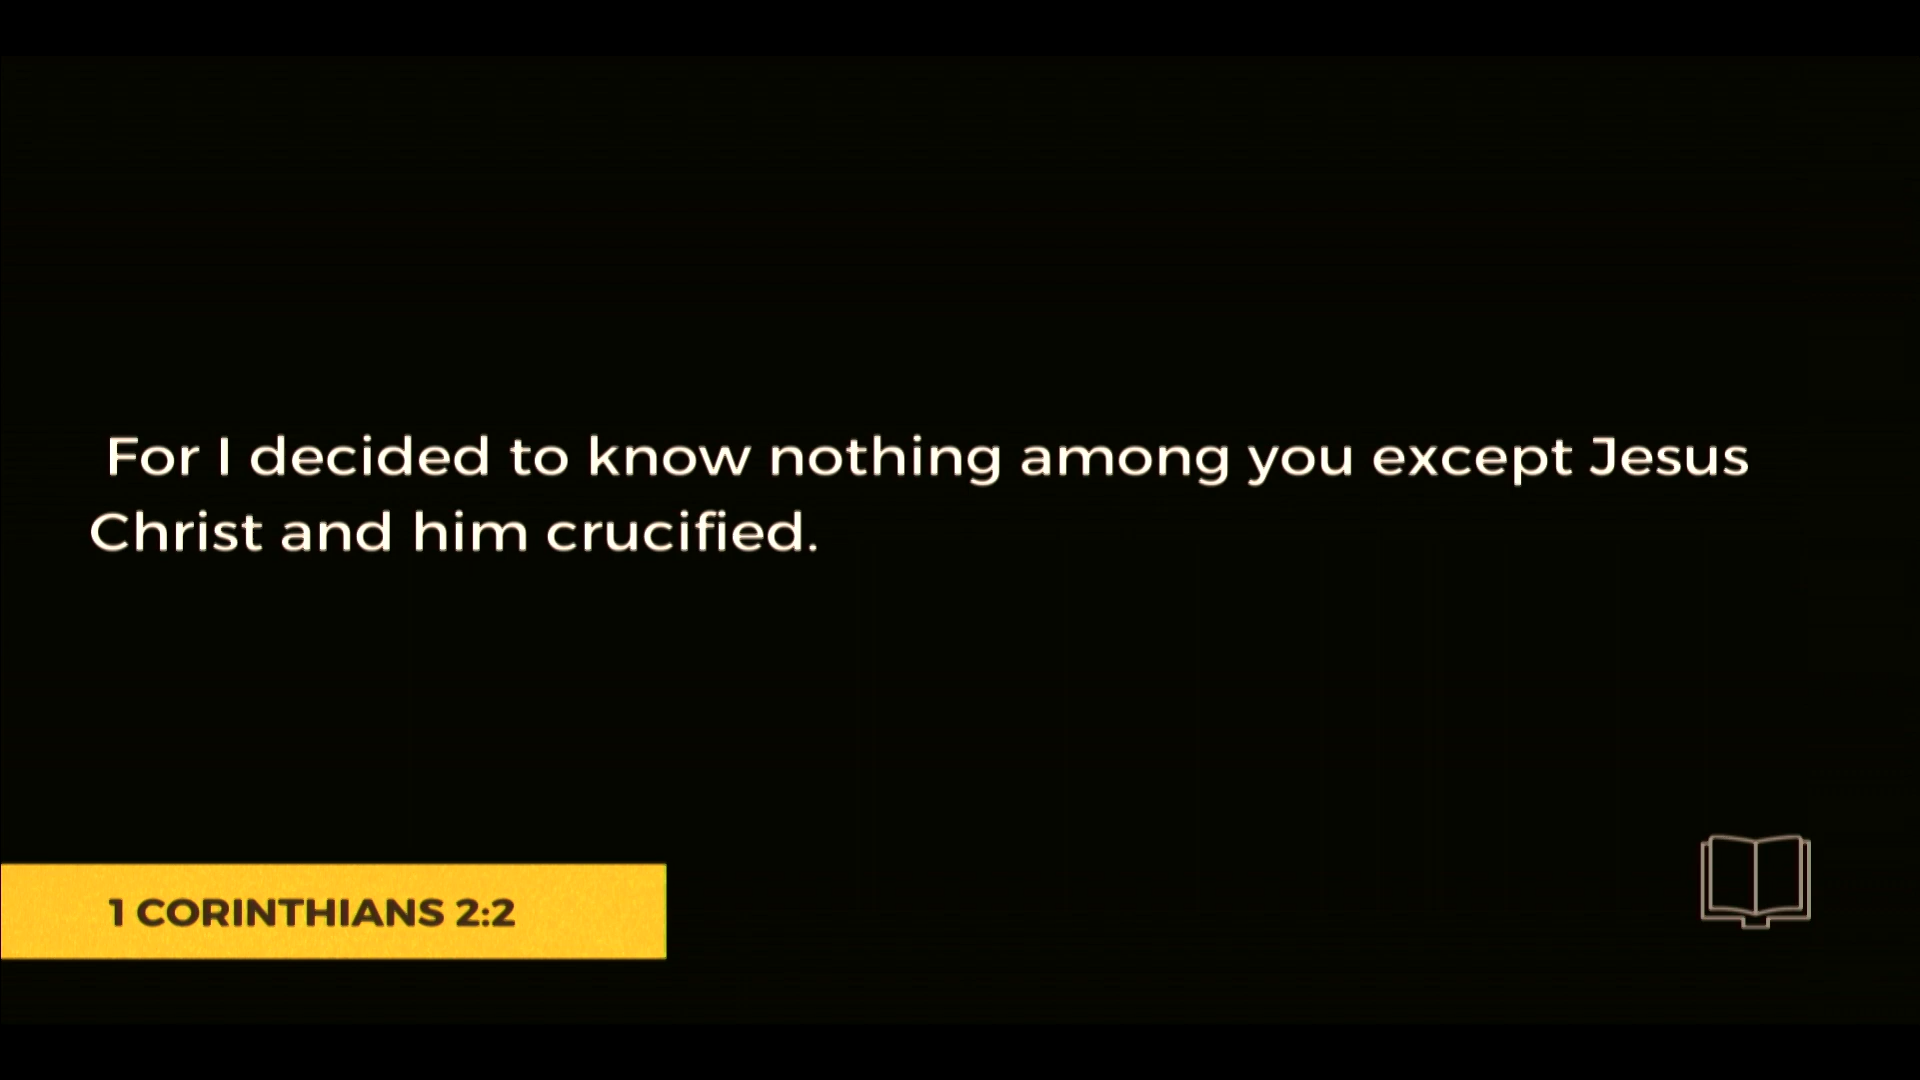 For I decided to know nothing among you except Jesus
Christ and him crucified.
1 CORINTHIANS 2:2